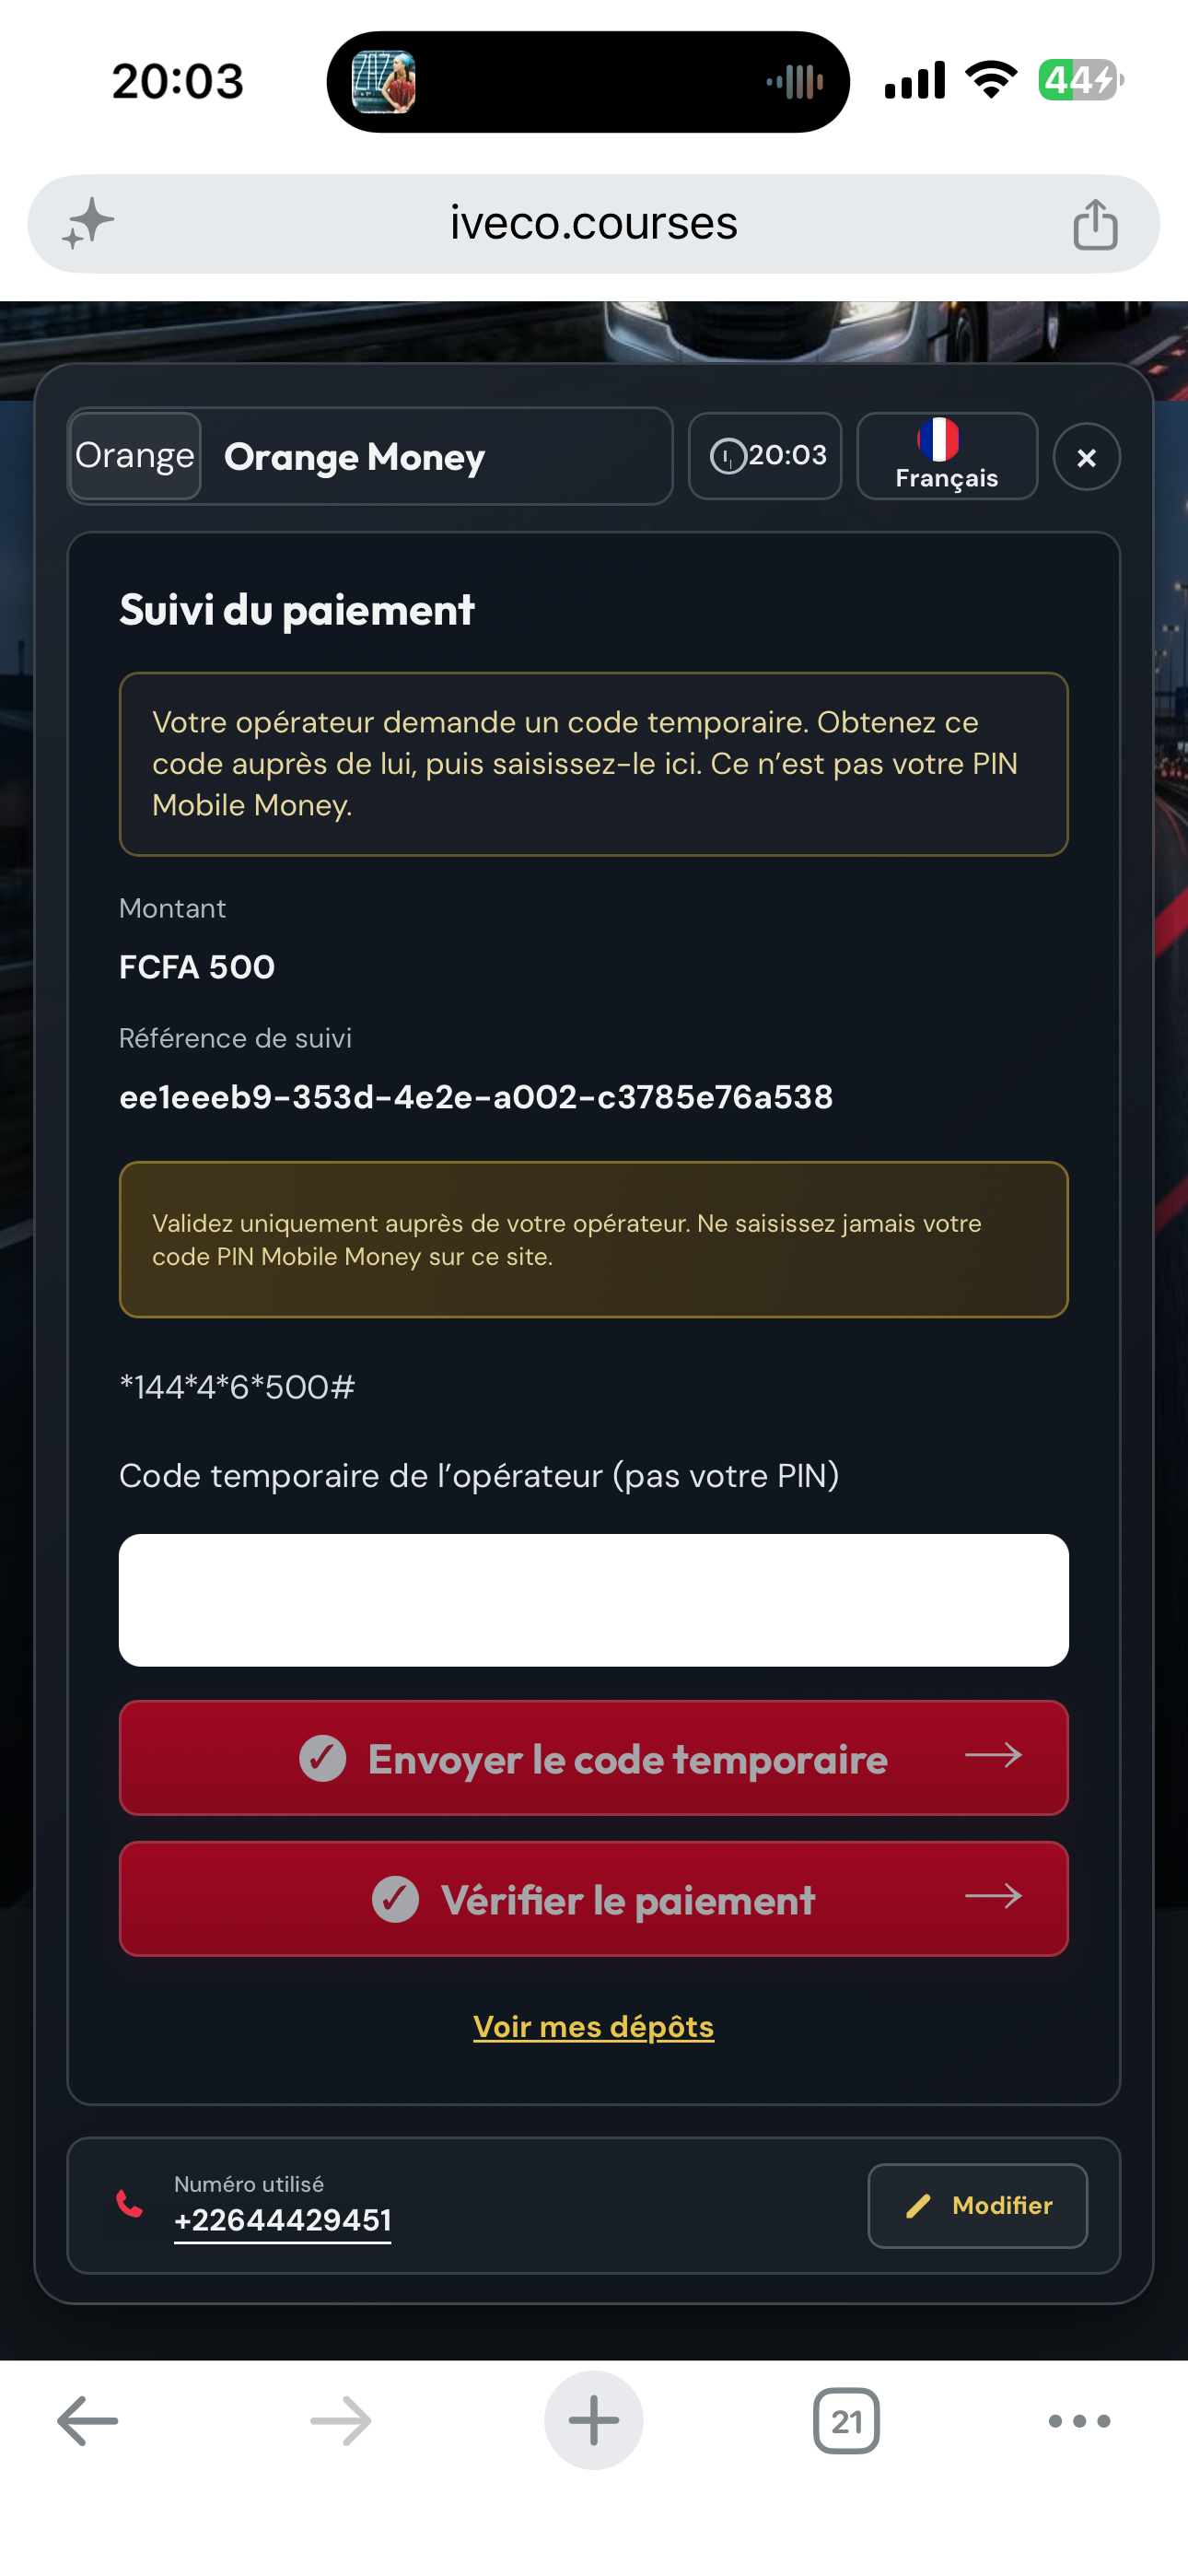 20:03
ZAZ
44
iveco.courses
Orange
Orange Money
20:03
Français
×
Suivi du paiement
Votre opérateur demande un code temporaire. Obtenez ce
code auprès de lui, puis saisissez-le ici. Ce n’est pas votre PIN
Mobile Money.
Montant
FCFA 500
Référence de suivi
ee1eeeb9-353d-4e2e-a002-c3785e76a538
Validez uniquement auprès de votre opérateur. Ne saisissez jamais votre
code PIN Mobile Money sur ce site.
*144*4*6*500#
Code temporaire de l’opérateur (pas votre PIN)
✓ Envoyer le code temporaire →
✓ Vérifier le paiement →
Voir mes dépôts
Numéro utilisé
+22644429451
Modifier
21